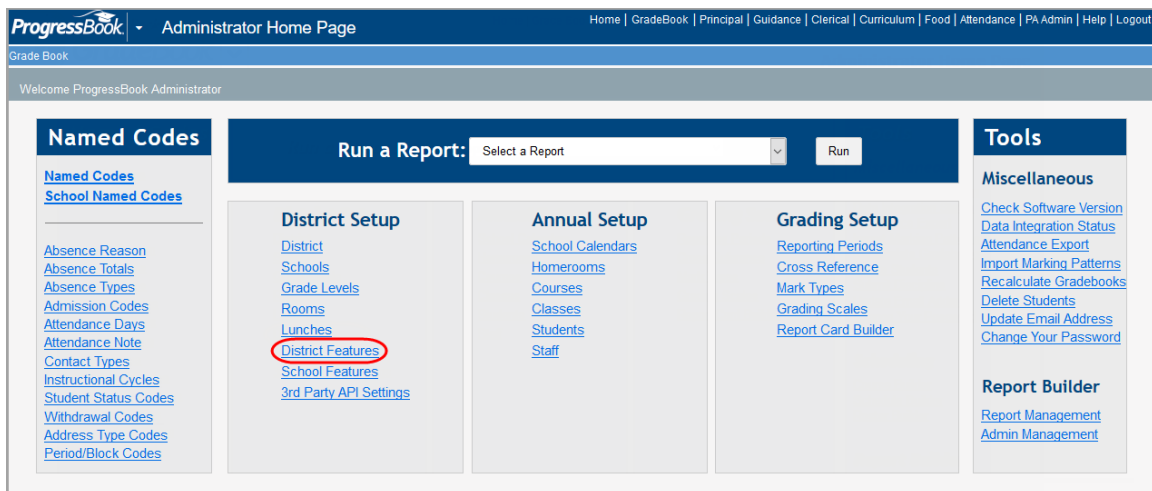 ProgressBook. Administrator Home Page
Home | GradeBook | Principal | Guidance | Clerical | Curriculum | Food | Attendance | PA Admin | Help | Logout
Grade Book
Welcome ProgressBook Administrator
Named Codes
Named Codes
School Named Codes
Absence Reason
Absence Totals
Absence Types
Admission Codes
Attendance Days
Attendance Note
Contact Types
Instructional Cycles
Student Status Codes
Withdrawal Codes
Address Type Codes
Period/Block Codes
Run a Report: Select a Report Run
District Setup
District
Schools
Grade Levels
Rooms
Lunches
District Features
School Features
3rd Party API Settings
Annual Setup
School Calendars
Homerooms
Courses
Classes
Students
Staff
Grading Setup
Reporting Periods
Cross Reference
Mark Types
Grading Scales
Report Card Builder
Tools
Miscellaneous
Check Software Version
Data Integration Status
Attendance Export
Import Marking Patterns
Recalculate Gradebooks
Delete Students
Update Email Address
Change Your Password
Report Builder
Report Management
Admin Management